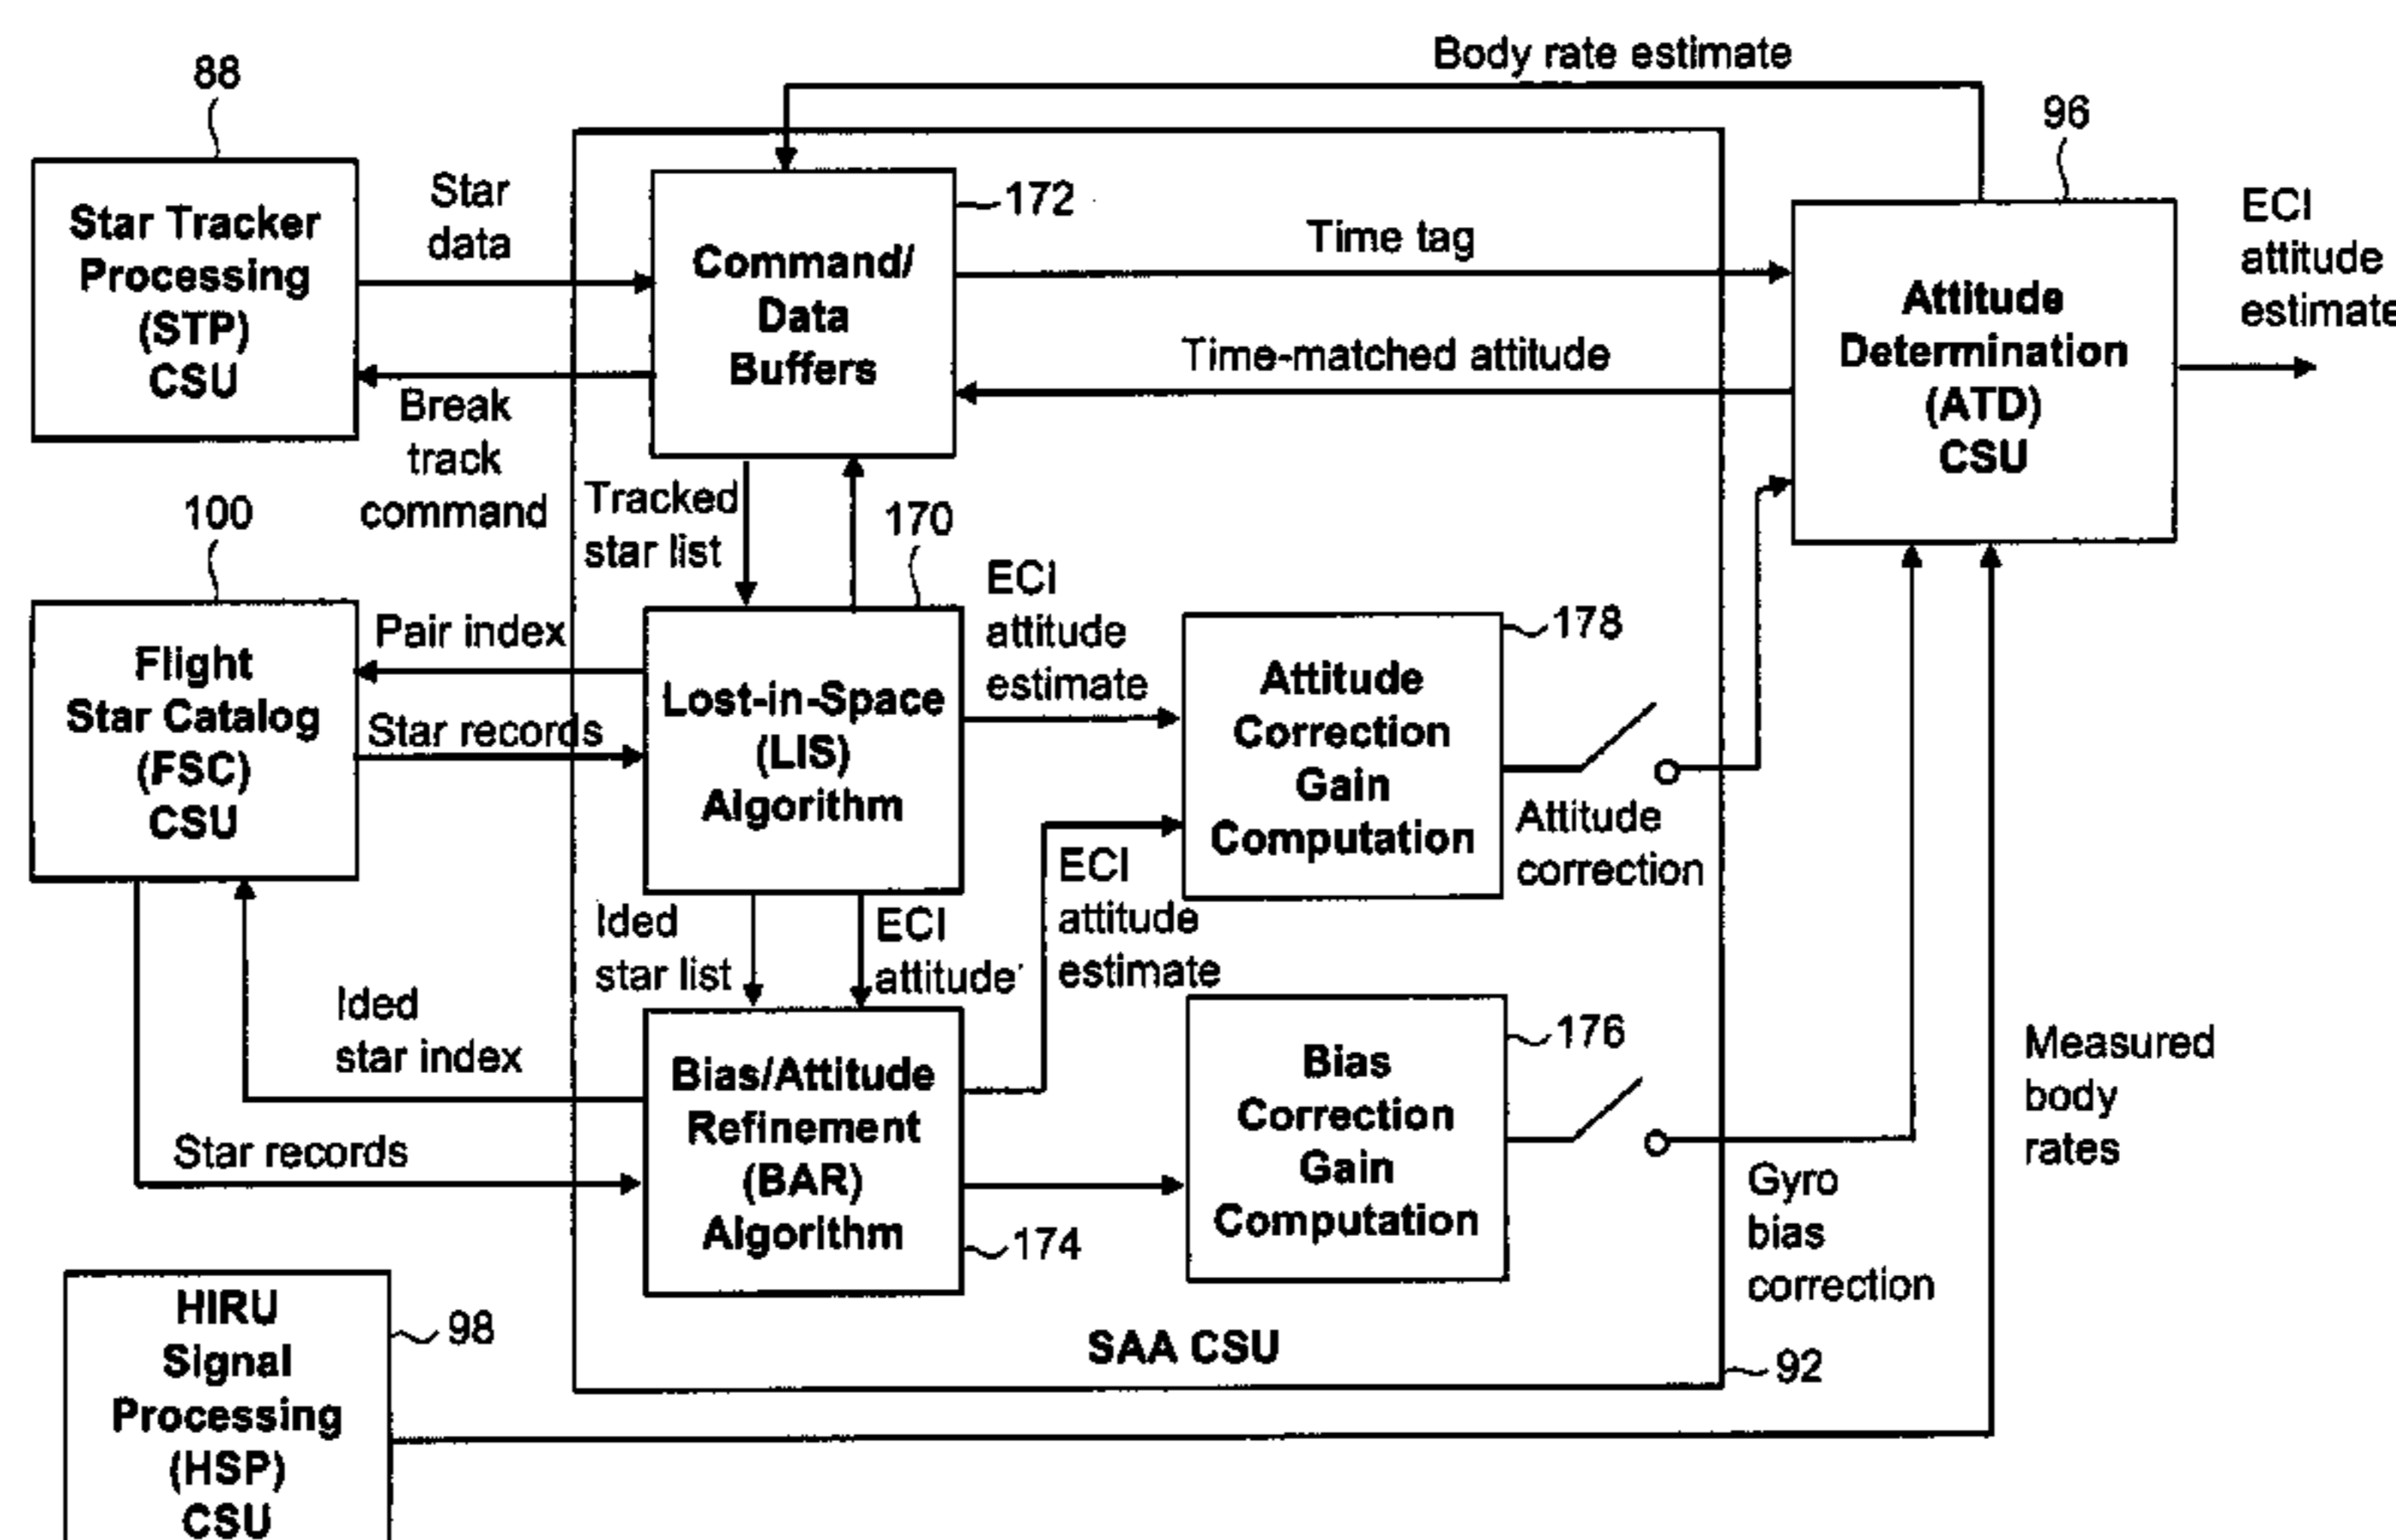 Body rate estimate
88
96
Star Tracker
Processing
(STP)
CSU
Star
data
172
Command/
Data
Buffers
Time tag
Time-matched attitude
Attitude
Determination
(ATD)
CSU
ECI
attitude
estimate
Break
track
command
Tracked
star list
170
100
Flight
Star Catalog
(FSC)
CSU
Pair index
Star records
Lost-in-Space
(LIS)
Algorithm
ECI
attitude
estimate
178
Attitude
Correction
Gain
Computation
Attitude
correction
Ided
star list
ECI
attitude
ECI
attitude
estimate
Ided
star index
Star records
Bias/Attitude
Refinement
(BAR)
Algorithm
174
176
Bias
Correction
Gain
Computation
Gyro
bias
correction
Measured
body
rates
HIRU
Signal
Processing
(HSP)
CSU
98
SAA CSU
92